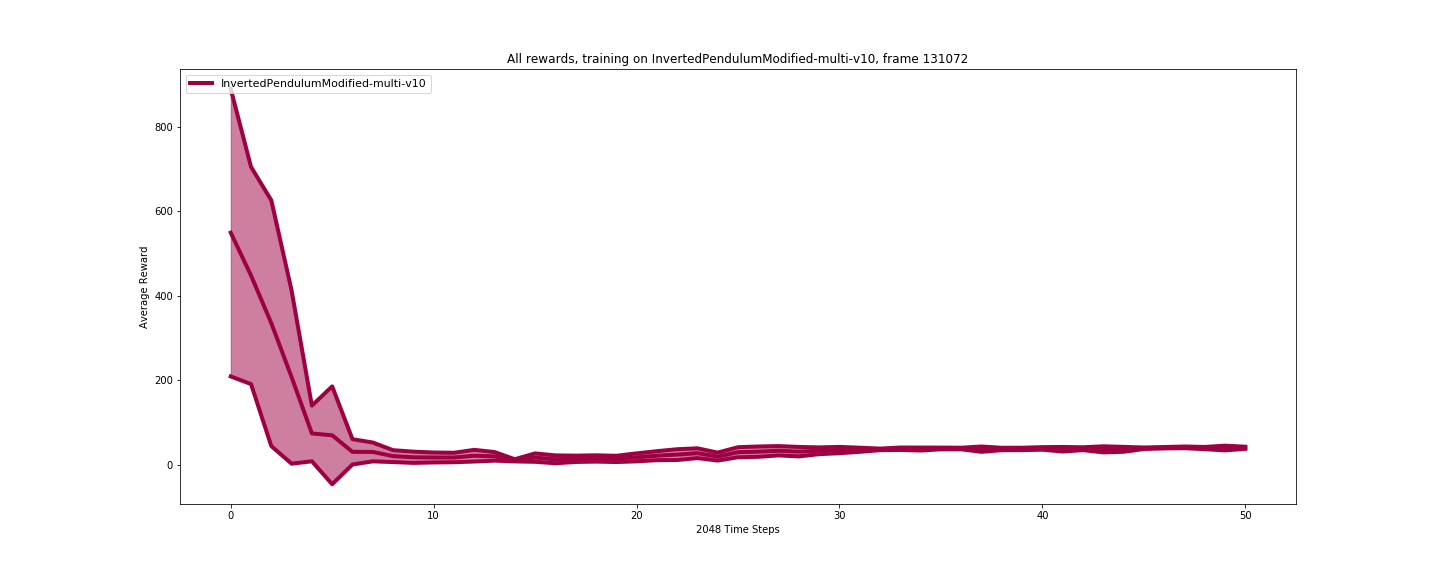 All rewards, training on InvertedPendulumModified-multi-v10, frame 131072
InvertedPendulumModified-multi-v10
800
600
400
200
0
Average Reward
0 10 20 30 40 50
2048 Time Steps